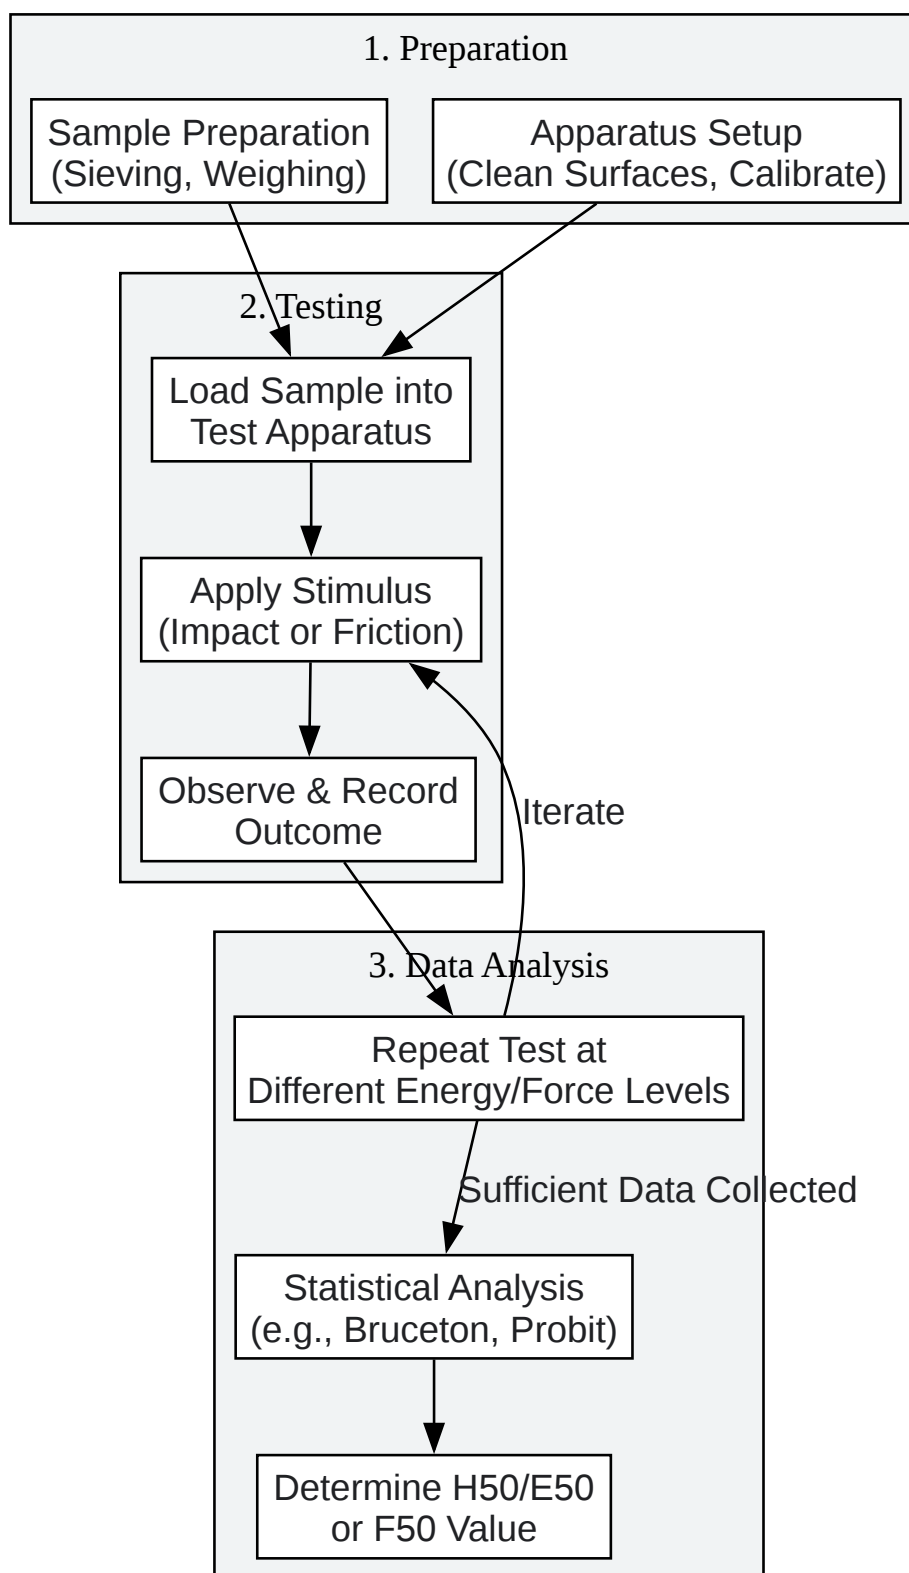 1. Preparation
Sample Preparation
(Sieving, Weighing)
Apparatus Setup
(Clean Surfaces, Calibrate)
2. Testing
Load Sample into
Test Apparatus
Apply Stimulus
(Impact or Friction)
Observe & Record
Outcome
Iterate
3. Data Analysis
Repeat Test at
Different Energy/Force Levels
Sufficient Data Collected
Statistical Analysis
(e.g., Bruceton, Probit)
Determine H50/E50
or F50 Value